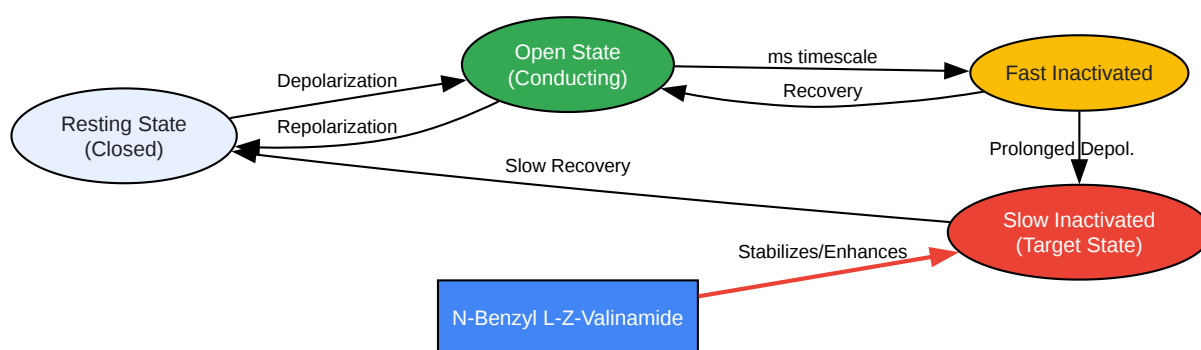 Open State
(Conducting)
ms timescale
Fast Inactivated
Depolarization
Recovery
Resting State
(Closed)
Repolarization
Prolonged Depol.
Slow Recovery
Slow Inactivated
(Target State)
Stabilizes/Enhances
N-Benzyl L-Z-Valinamide